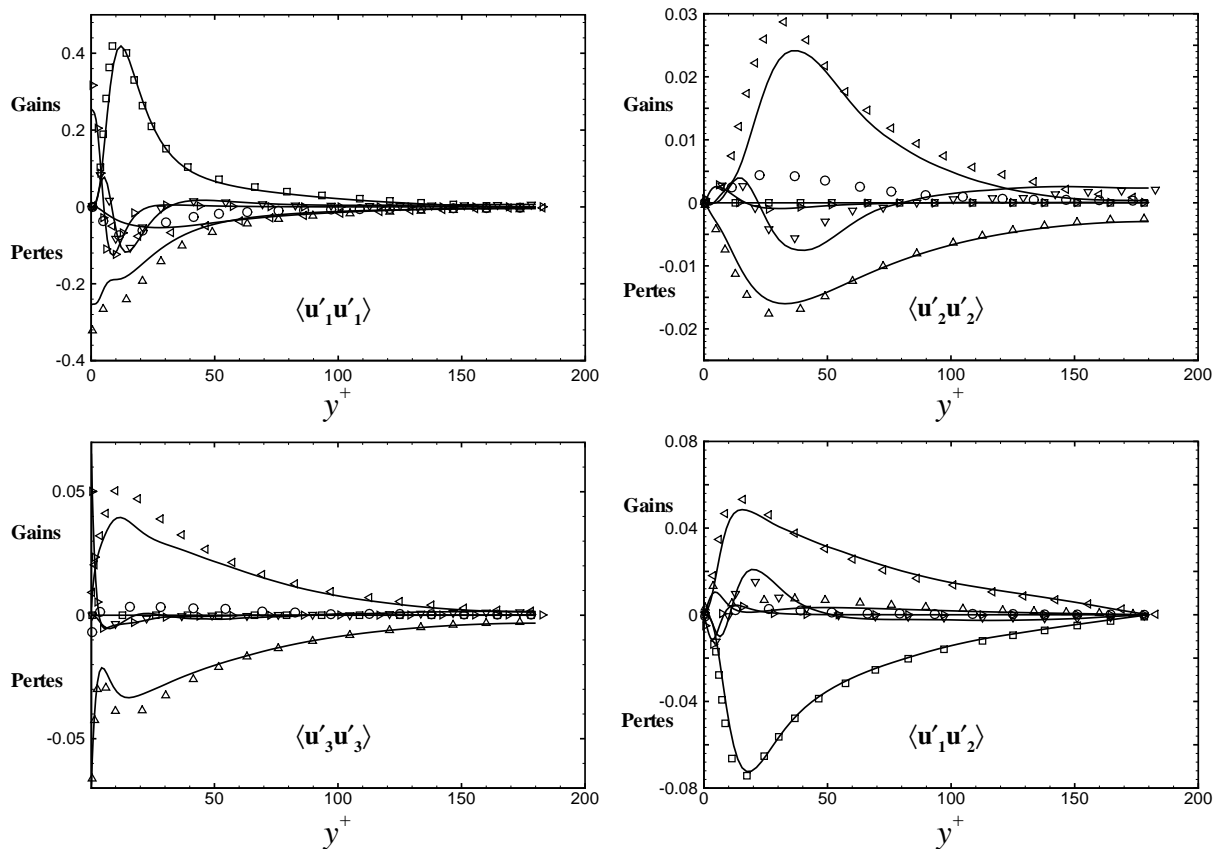 0.4
0.2
0
-0.2
-0.4
Gains
Pertes
⟨u′₁u′₁⟩
0 50 100 150 200
y⁺
0.03
0.02
0.01
0
-0.01
-0.02
Gains
Pertes
⟨u′₂u′₂⟩
0 50 100 150 200
y⁺
0.05
0
-0.05
Gains
Pertes
⟨u′₃u′₃⟩
0 50 100 150 200
y⁺
0.08
0.04
0
-0.04
-0.08
Gains
Pertes
⟨u′₁u′₂⟩
0 50 100 150 200
y⁺